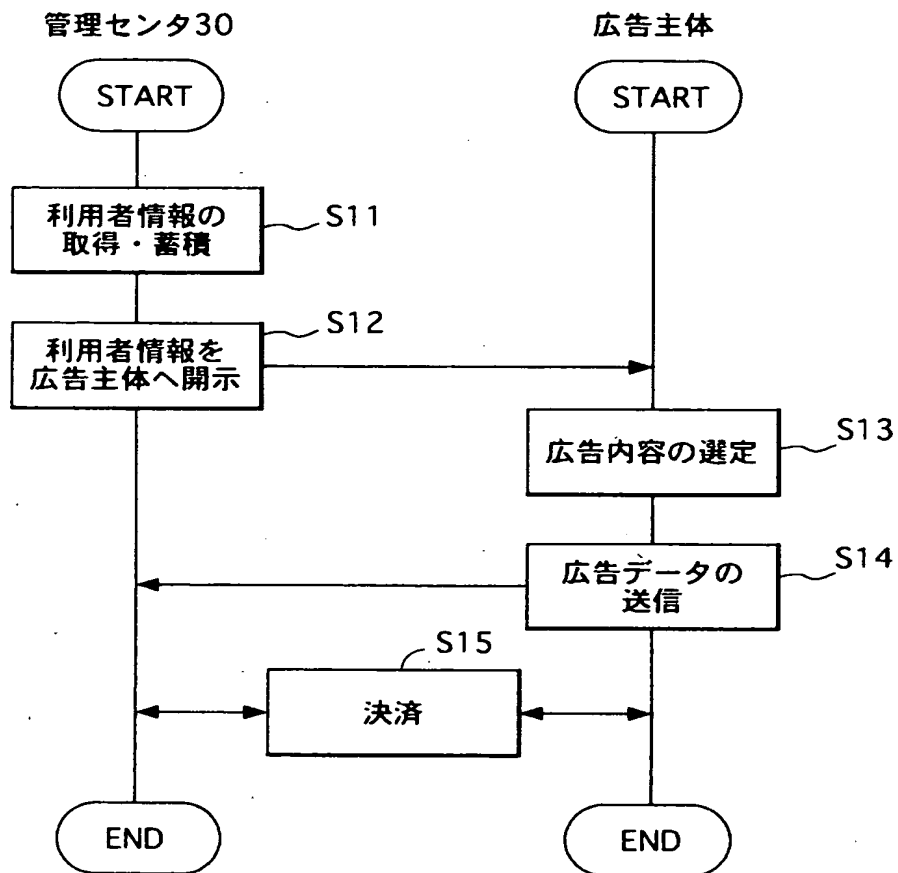 管理センタ30
広告主体
START
START
利用者情報の
取得・蓄積
S11
利用者情報を
広告主体へ開示
S12
広告内容の選定
S13
広告データの
送信
S14
S15
決済
END
END